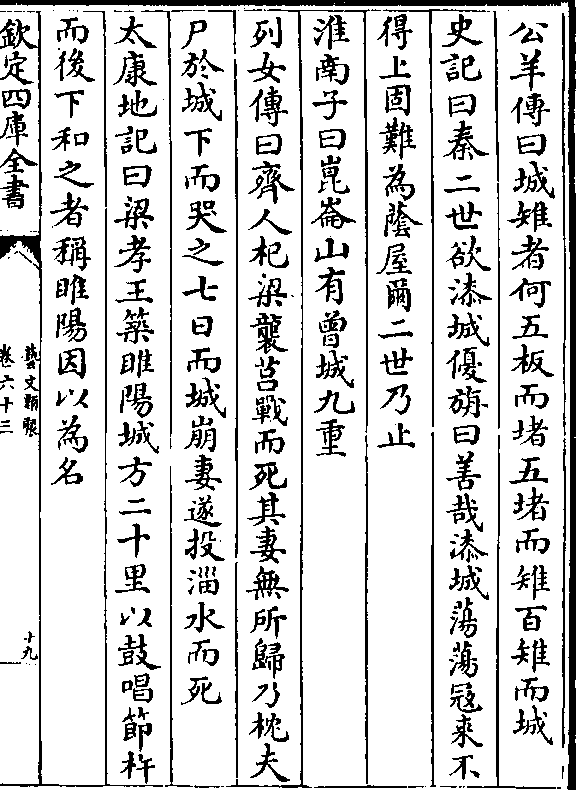 公羊傳曰城雉者何五板而堵五堵而雉百雉而城
史記曰秦二世欲漆城優旃曰善哉漆城蕩蕩冦來不
得上固難為蔭屋爾二世乃止
淮南子曰崑崙山有曾城九重
列女傳曰齊人杞梁襲莒戰而死其妻無所歸乃枕夫
尸於城下而哭之七日而城崩妻遂投淄水而死
太康地記曰梁孝王築睢陽城方二十里以鼓唱節杵
而後下和之者稱睢陽因以為名
欽定四庫全書
藝文類聚
卷六十三
十九